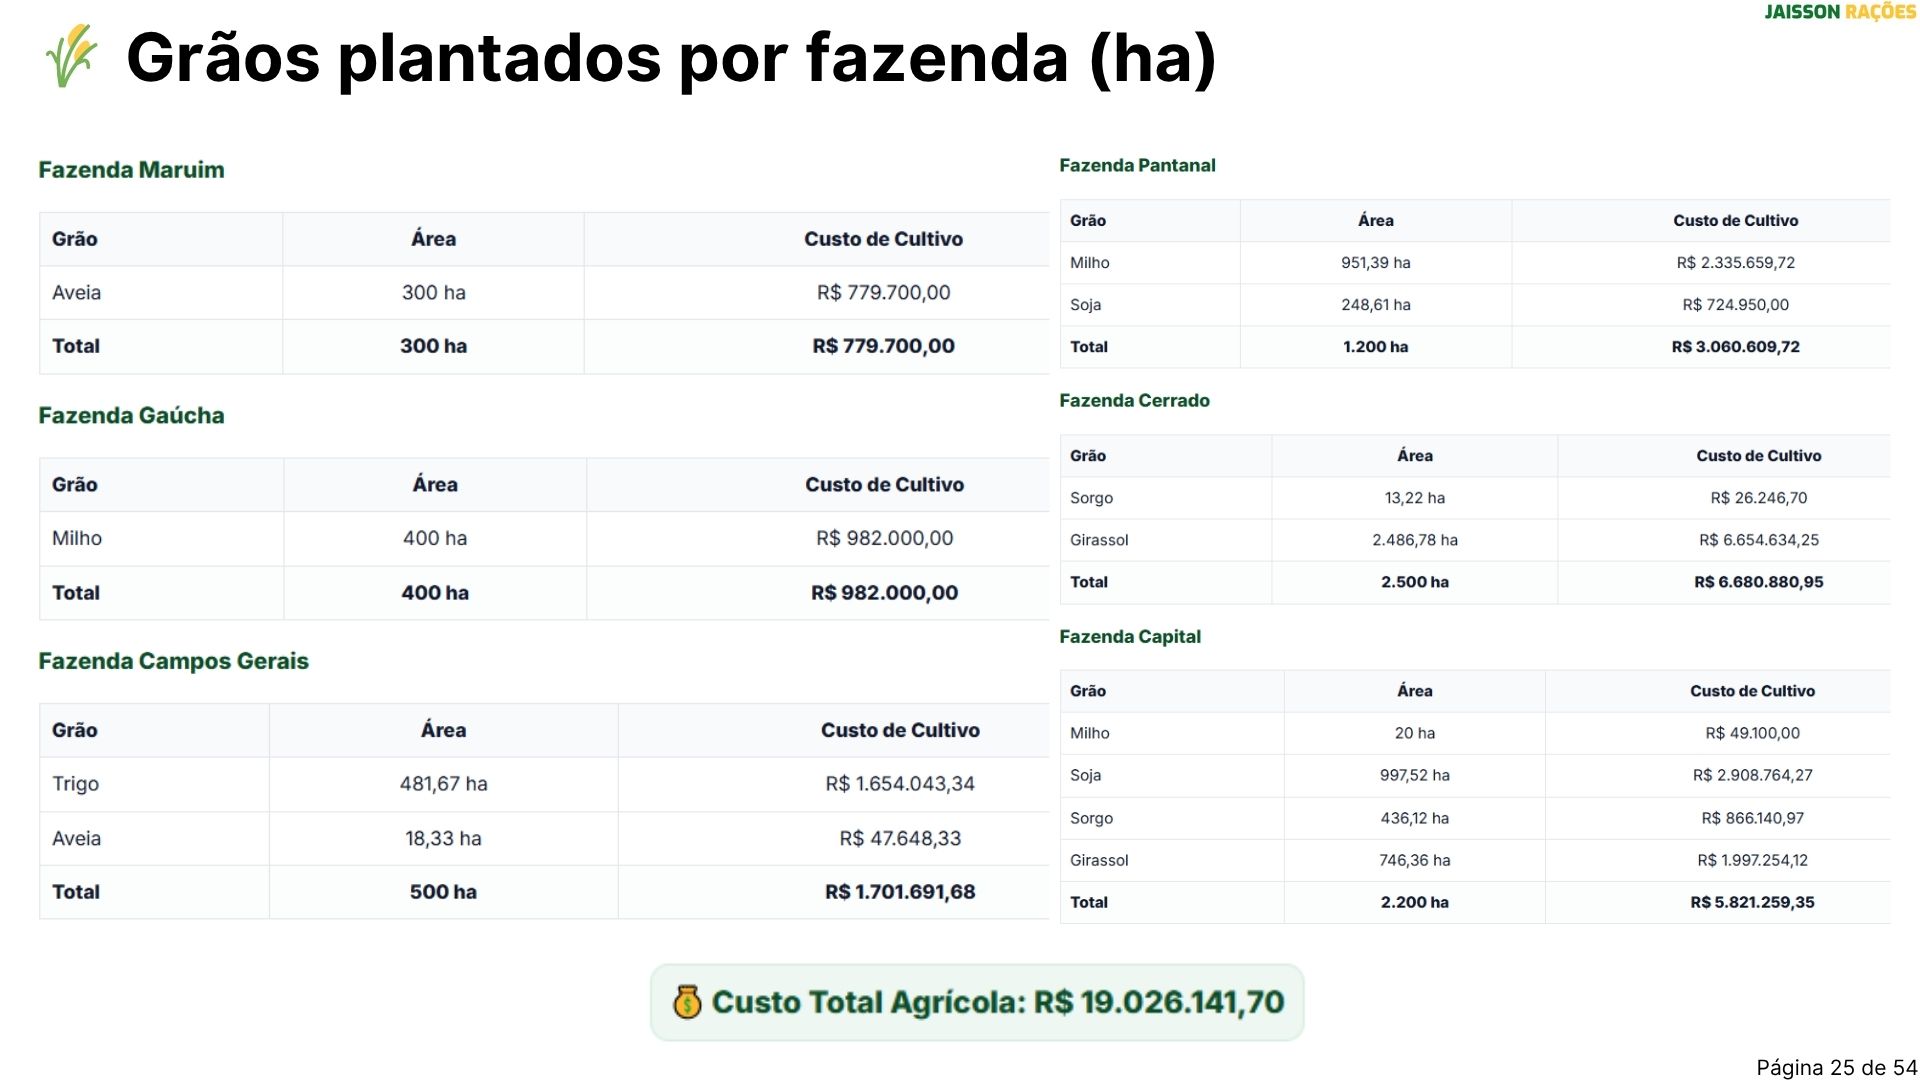 JAISSON RAÇÕES
Grãos plantados por fazenda (ha)
Fazenda Maruim
Grão Área Custo de Cultivo
Aveia 300 ha R$ 779.700,00
Total 300 ha R$ 779.700,00
Fazenda Gaúcha
Grão Área Custo de Cultivo
Milho 400 ha R$ 982.000,00
Total 400 ha R$ 982.000,00
Fazenda Campos Gerais
Grão Área Custo de Cultivo
Trigo 481,67 ha R$ 1.654.043,34
Aveia 18,33 ha R$ 47.648,33
Total 500 ha R$ 1.701.691,68
Fazenda Pantanal
Grão Área Custo de Cultivo
Milho 951,39 ha R$ 2.335.659,72
Soja 248,61 ha R$ 724.950,00
Total 1.200 ha R$ 3.060.609,72
Fazenda Cerrado
Grão Área Custo de Cultivo
Sorgo 13,22 ha R$ 26.246,70
Girassol 2.486,78 ha R$ 6.654.634,25
Total 2.500 ha R$ 6.680.880,95
Fazenda Capital
Grão Área Custo de Cultivo
Milho 20 ha R$ 49.100,00
Soja 997,52 ha R$ 2.908.764,27
Sorgo 436,12 ha R$ 866.140,97
Girassol 746,36 ha R$ 1.997.254,12
Total 2.200 ha R$ 5.821.259,35
Custo Total Agrícola: R$ 19.026.141,70
Página 25 de 54